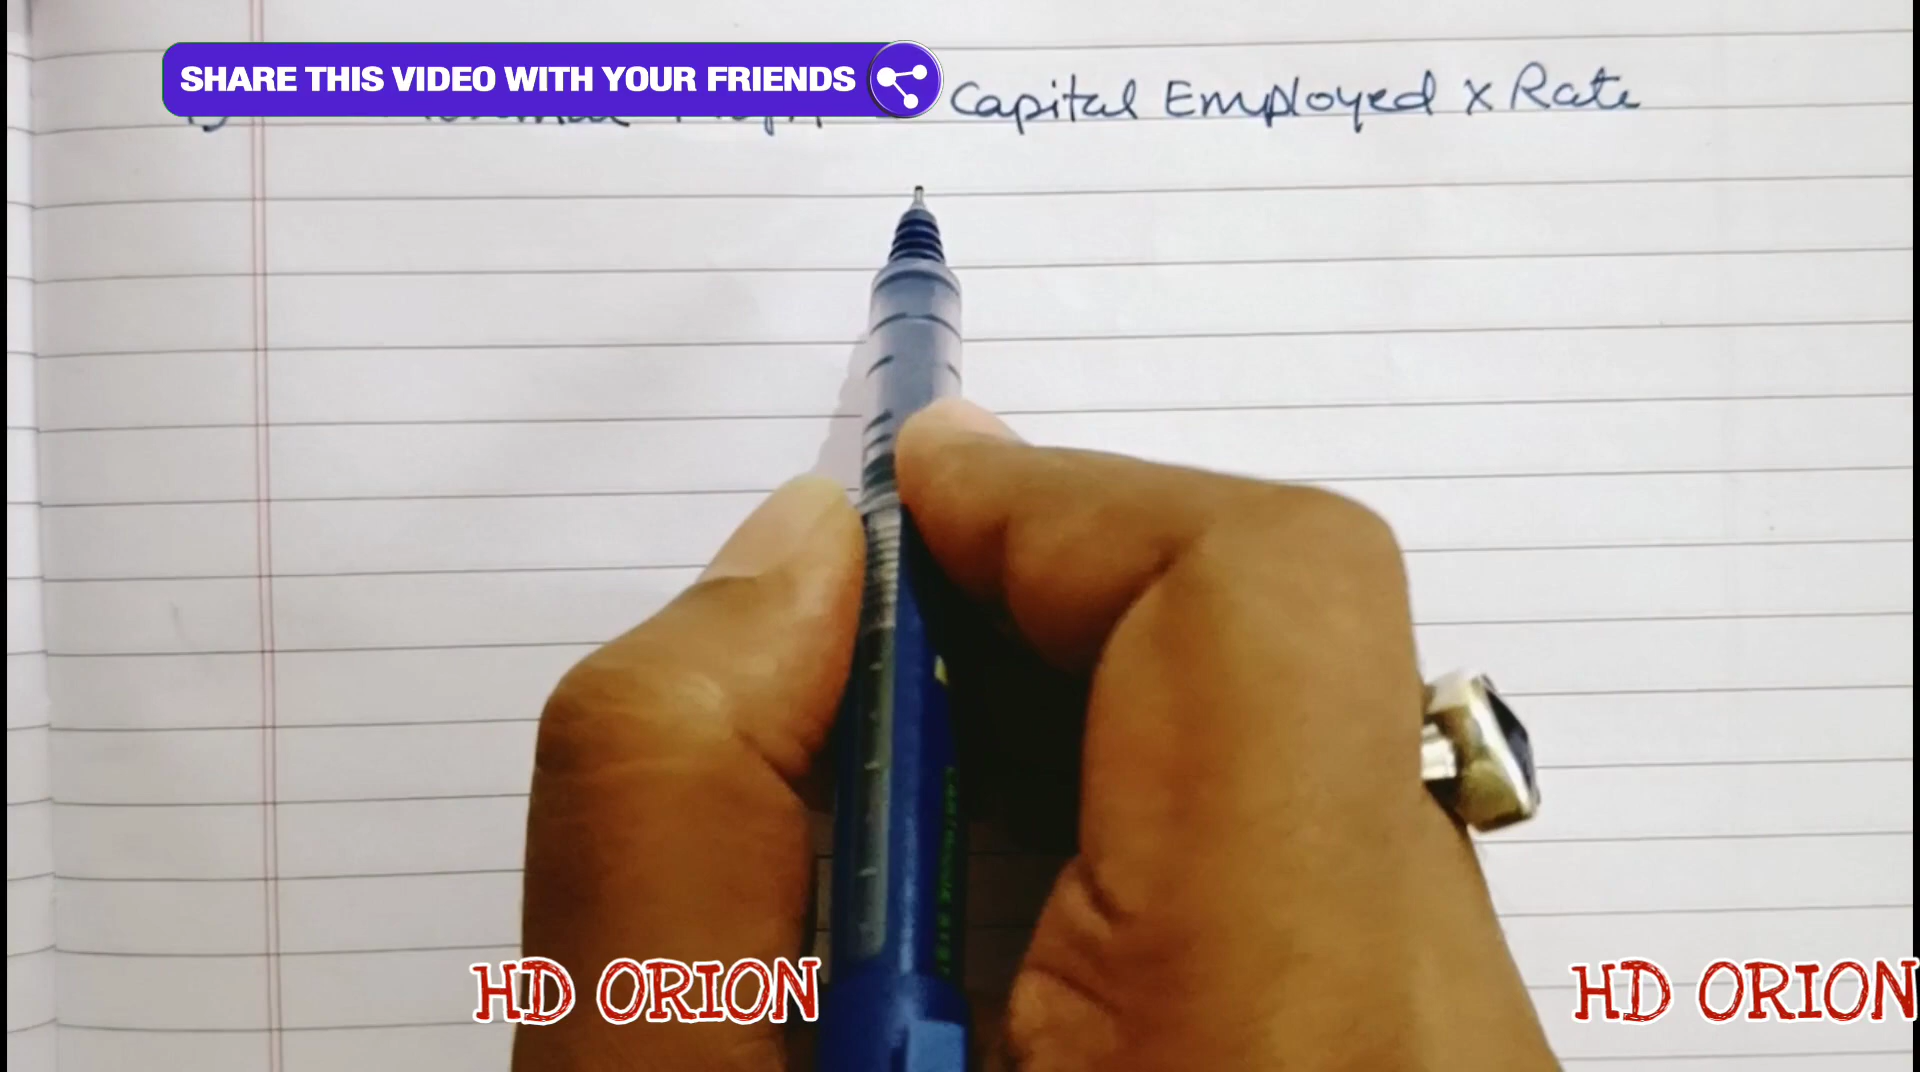 SHARE THIS VIDEO WITH YOUR FRIENDS
Capital Employed x Rate
HD ORION HD ORION